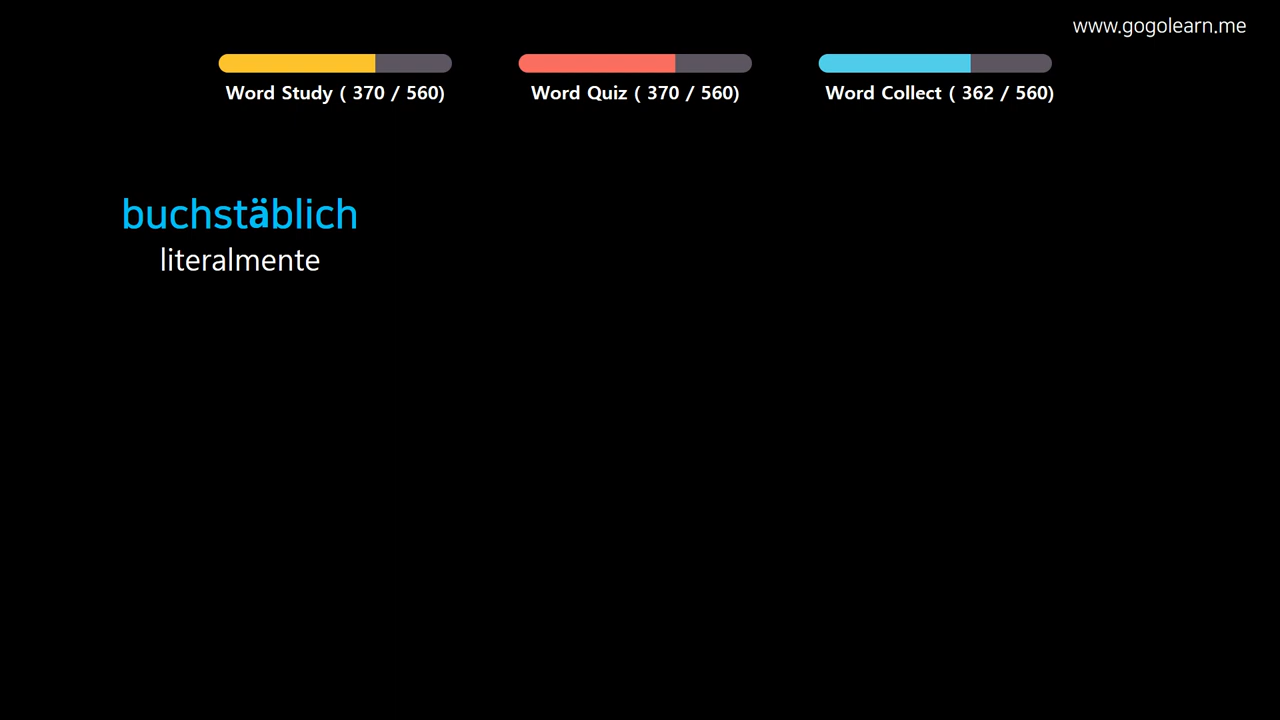 www.gogolearn.me
Word Study ( 370 / 560)
Word Quiz ( 370 / 560)
Word Collect ( 362 / 560)
buchstäblich
literalmente